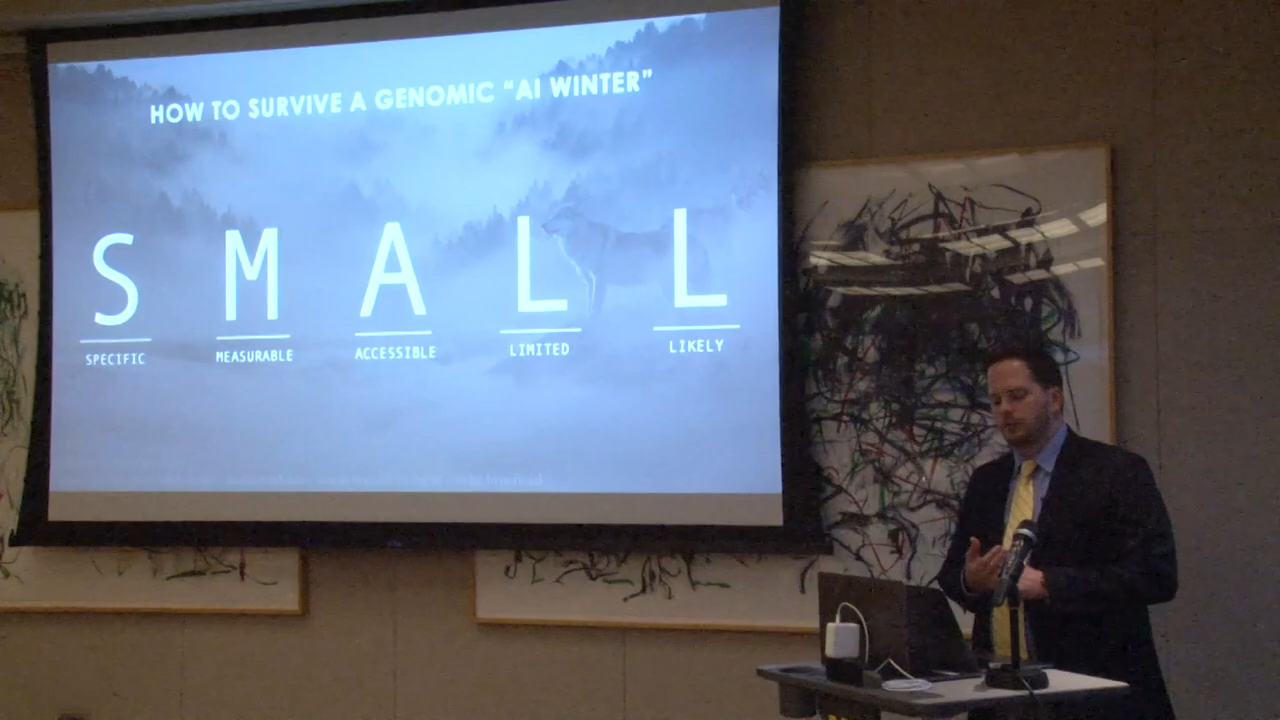 HOW TO SURVIVE A GENOMIC “AI WINTER”
S M A L L
SPECIFIC MEASURABLE ACCESSIBLE LIMITED LIKELY